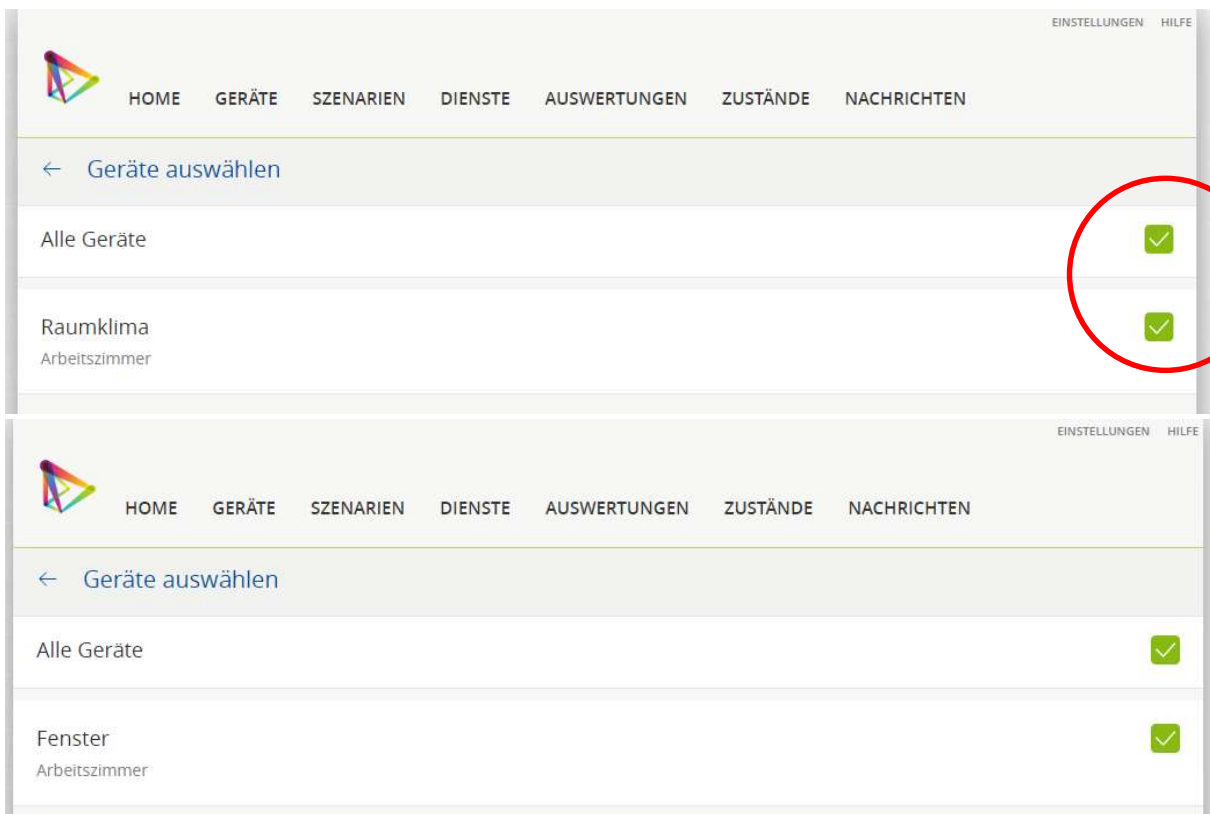 EINSTELLUNGEN HILFE
HOME GERÄTE SZENARIEN DIENSTE AUSWERTUNGEN ZUSTÄNDE NACHRICHTEN
← Geräte auswählen
Alle Geräte
Raumklima
Arbeitszimmer
EINSTELLUNGEN HILFE
HOME GERÄTE SZENARIEN DIENSTE AUSWERTUNGEN ZUSTÄNDE NACHRICHTEN
← Geräte auswählen
Alle Geräte
Fenster
Arbeitszimmer